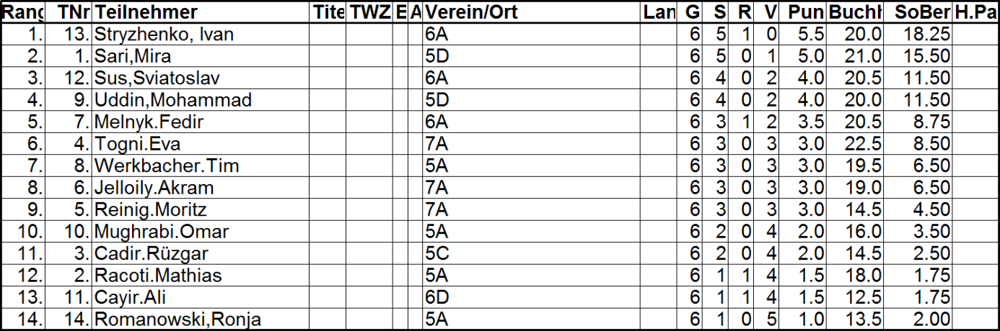 Rang TNr Teilnehmer Tite TWZ E A Verein/Ort Lan G S R V Pun Buchh SoBer H.Pa
1. 13. Stryzhenko, Ivan 6A 6 5 1 0 5.5 20.0 18.25
2. 1. Sari,Mira 5D 6 5 0 1 5.0 21.0 15.50
3. 12. Sus,Sviatoslav 6A 6 4 0 2 4.0 20.5 11.50
4. 9. Uddin,Mohammad 5D 6 4 0 2 4.0 20.0 11.50
5. 7. Melnyk.Fedir 6A 6 3 1 2 3.5 20.5 8.75
6. 4. Togni.Eva 7A 6 3 0 3 3.0 22.5 8.50
7. 8. Werkbacher.Tim 5A 6 3 0 3 3.0 19.5 6.50
8. 6. Jelloily.Akram 7A 6 3 0 3 3.0 19.0 6.50
9. 5. Reinig.Moritz 7A 6 3 0 3 3.0 14.5 4.50
10. 10. Mughrabi.Omar 5A 6 2 0 4 2.0 16.0 3.50
11. 3. Cadir.Rüzgar 5C 6 2 0 4 2.0 14.5 2.50
12. 2. Racoti.Mathias 5A 6 1 1 4 1.5 18.0 1.75
13. 11. Cayir.Ali 6D 6 1 1 4 1.5 12.5 1.75
14. 14. Romanowski,Ronja 5A 6 1 0 5 1.0 13.5 2.00